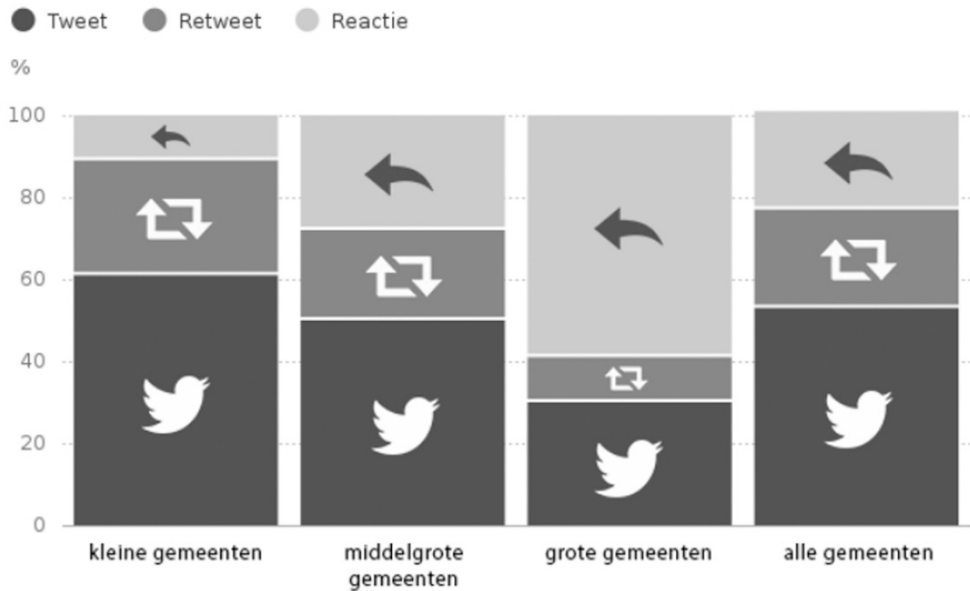 Tweet Retweet Reactie
%
100
80
60
40
20
0
kleine gemeenten
middelgrote
gemeenten
grote gemeenten
alle gemeenten